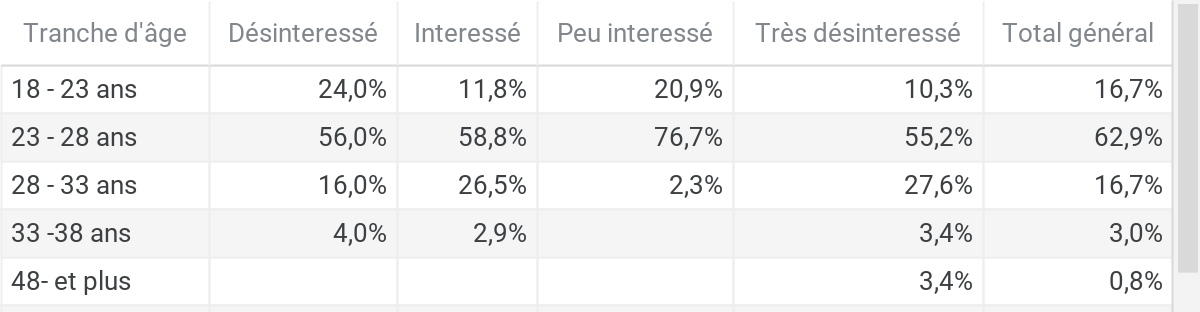 Tranche d'âge Désinteressé Interessé Peu interessé Très désinteressé Total général
18 - 23 ans 24,0% 11,8% 20,9% 10,3% 16,7%
23 - 28 ans 56,0% 58,8% 76,7% 55,2% 62,9%
28 - 33 ans 16,0% 26,5% 2,3% 27,6% 16,7%
33 -38 ans 4,0% 2,9% 3,4% 3,0%
48- et plus 3,4% 0,8%